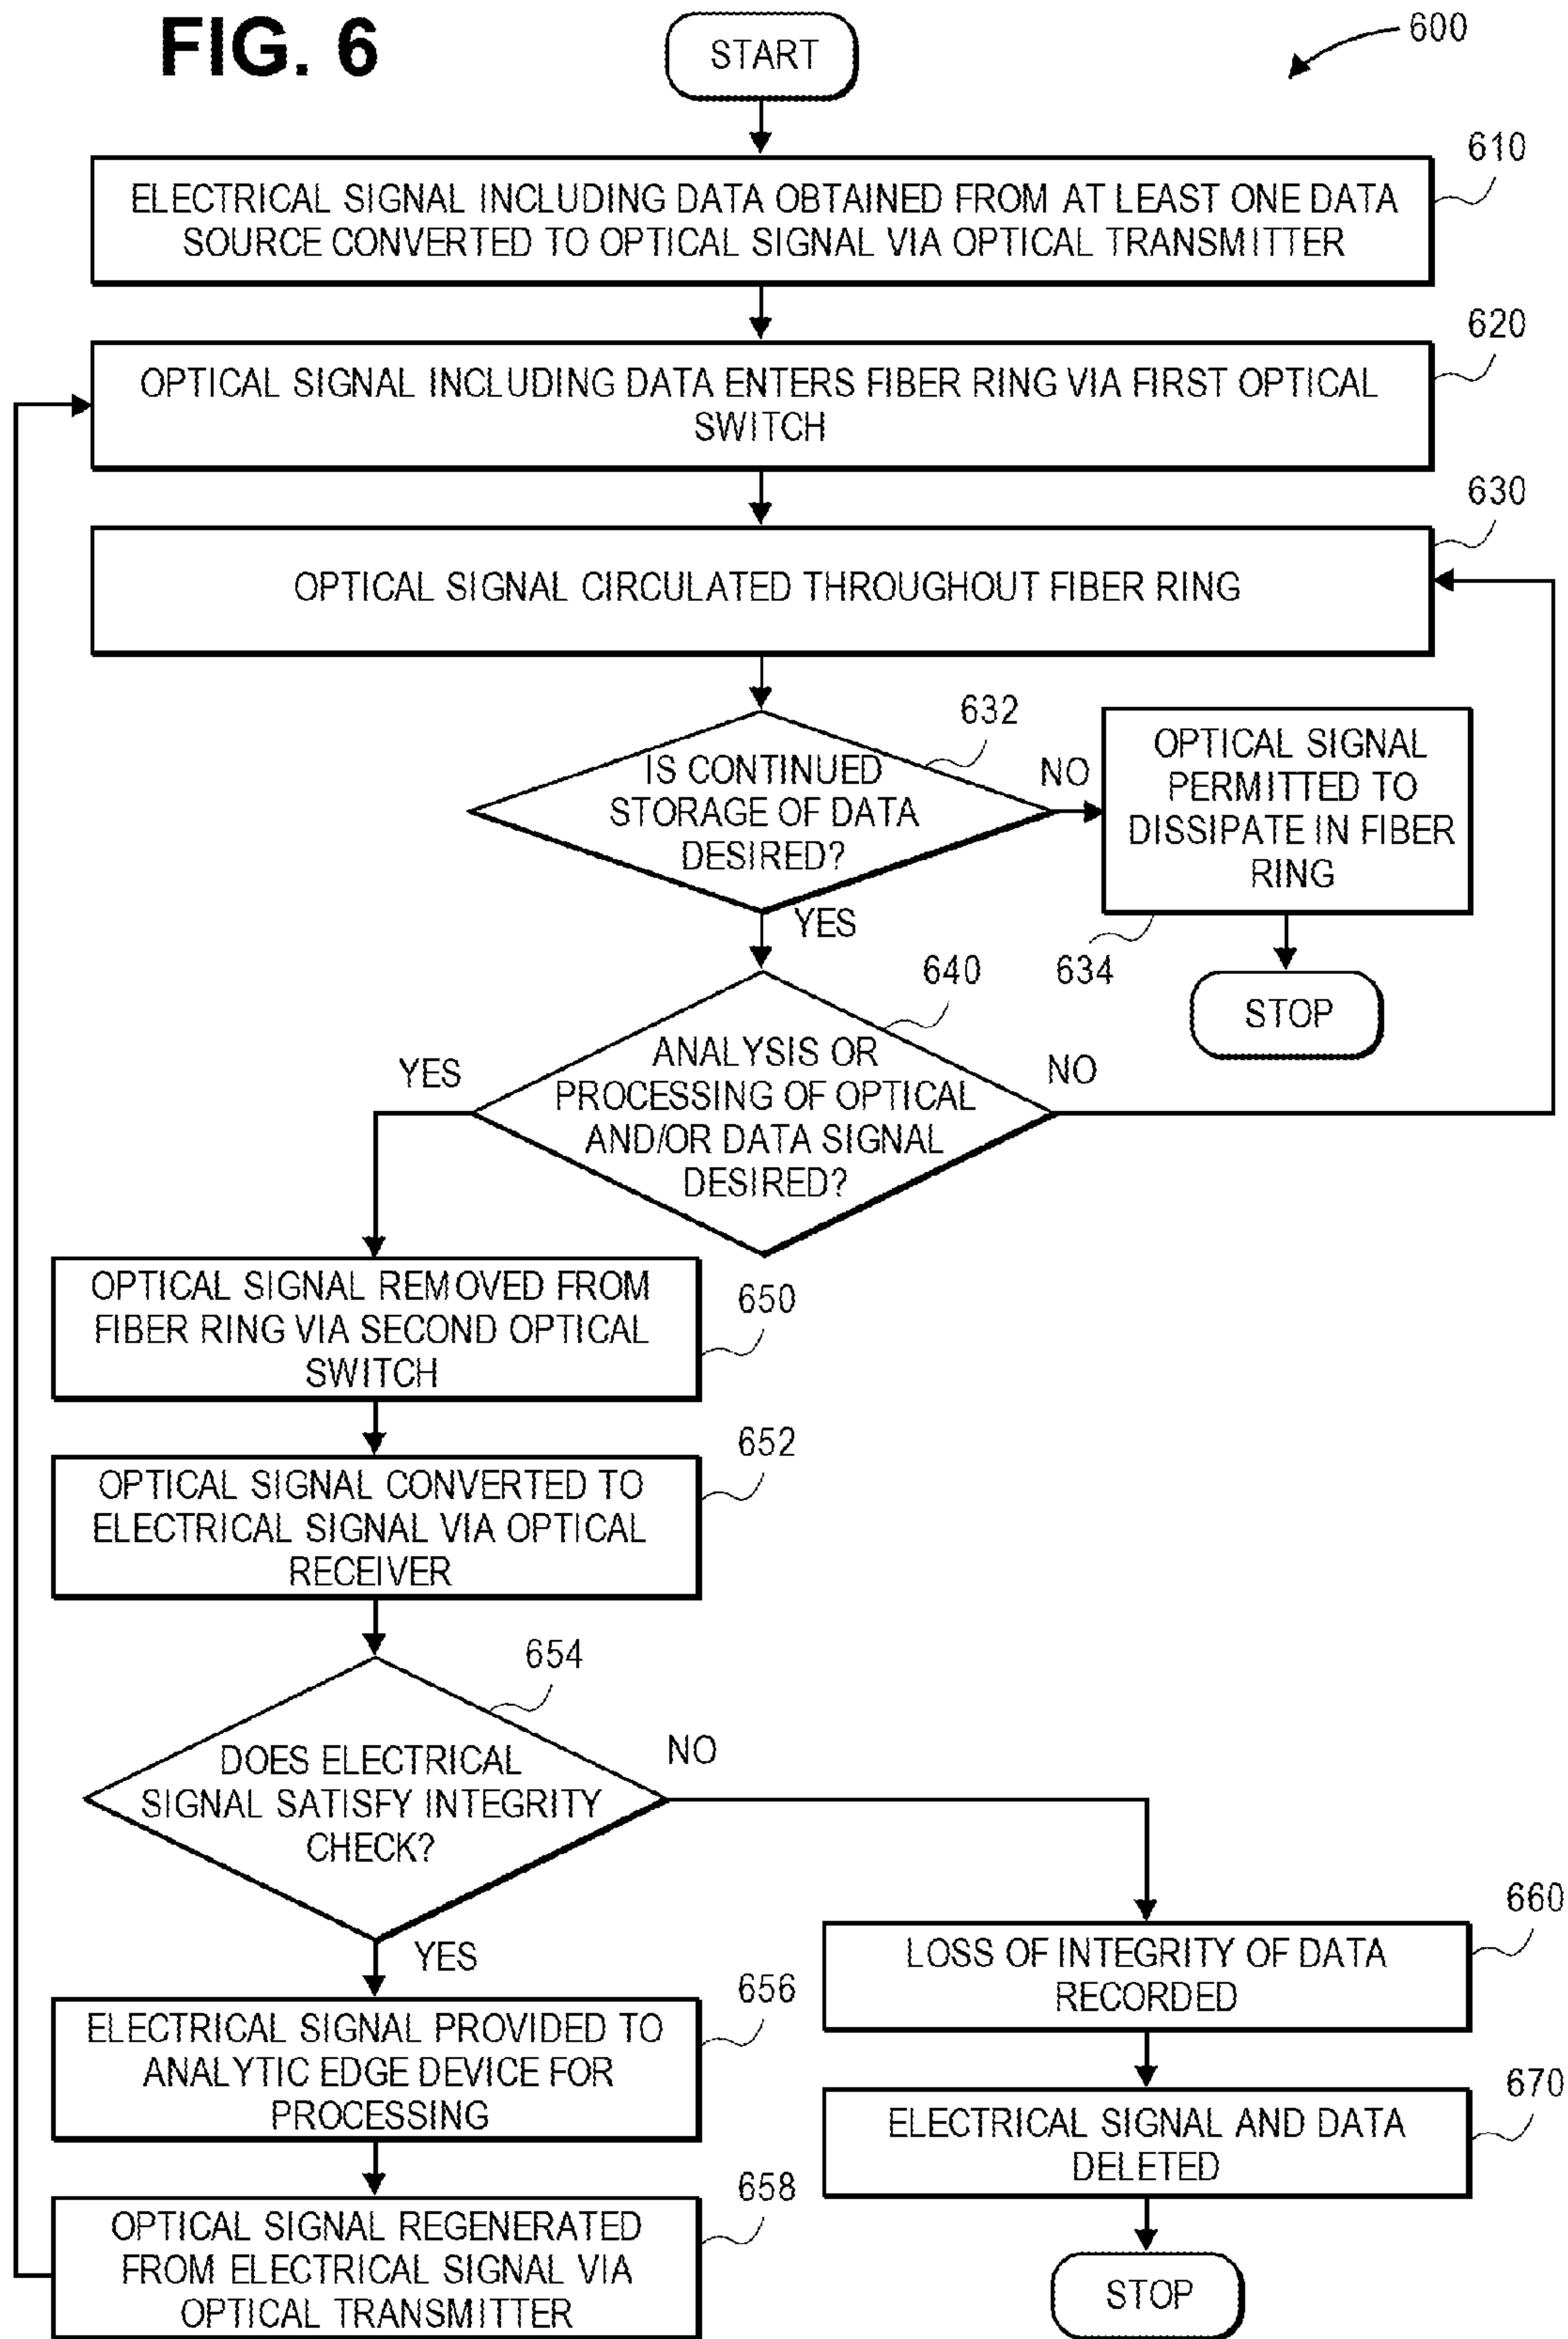 FIG. 6
START
600
610
ELECTRICAL SIGNAL INCLUDING DATA OBTAINED FROM AT LEAST ONE DATA
SOURCE CONVERTED TO OPTICAL SIGNAL VIA OPTICAL TRANSMITTER
620
OPTICAL SIGNAL INCLUDING DATA ENTERS FIBER RING VIA FIRST OPTICAL
SWITCH
630
OPTICAL SIGNAL CIRCULATED THROUGHOUT FIBER RING
632
IS CONTINUED
STORAGE OF DATA
DESIRED?
NO
OPTICAL SIGNAL
PERMITTED TO
DISSIPATE IN FIBER
RING
YES
634
STOP
640
ANALYSIS OR
PROCESSING OF OPTICAL
AND/OR DATA SIGNAL
DESIRED?
YES
NO
OPTICAL SIGNAL REMOVED FROM
FIBER RING VIA SECOND OPTICAL
SWITCH
650
652
OPTICAL SIGNAL CONVERTED TO
ELECTRICAL SIGNAL VIA OPTICAL
RECEIVER
654
DOES ELECTRICAL
SIGNAL SATISFY INTEGRITY
CHECK?
NO
YES
660
LOSS OF INTEGRITY OF DATA
RECORDED
656
ELECTRICAL SIGNAL PROVIDED TO
ANALYTIC EDGE DEVICE FOR
PROCESSING
670
ELECTRICAL SIGNAL AND DATA
DELETED
658
OPTICAL SIGNAL REGENERATED
FROM ELECTRICAL SIGNAL VIA
OPTICAL TRANSMITTER
STOP